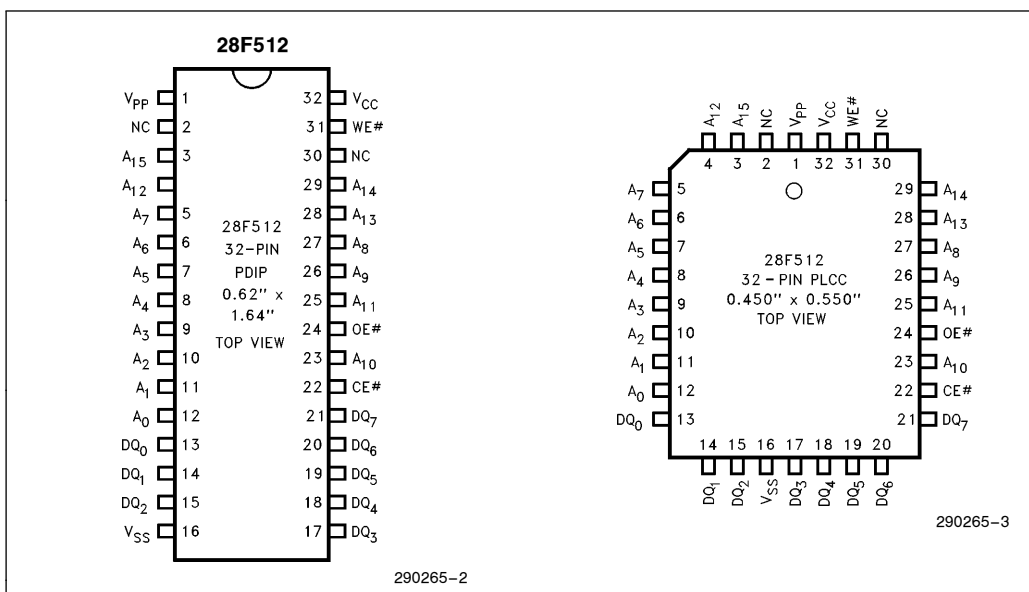 28F512
V_PP 1 32 V_CC
NC 2 31 WE#
A_15 3 30 NC
A_12 29 A_14
A_7 5 28 A_13
A_6 6 27 A_8
A_5 7 26 A_9
A_4 8 25 A_11
A_3 9 24 OE#
A_2 10 23 A_10
A_1 11 22 CE#
A_0 12 21 DQ_7
DQ_0 13 20 DQ_6
DQ_1 14 19 DQ_5
DQ_2 15 18 DQ_4
V_SS 16 17 DQ_3
28F512
32-PIN
PDIP
0.62" x
1.64"
TOP VIEW
290265-2
A_12 A_15 NC V_PP V_CC WE# NC
4 3 2 1 32 31 30
A_7 5 29 A_14
A_6 6 28 A_13
A_5 7 27 A_8
A_4 8 26 A_9
A_3 9 25 A_11
A_2 10 24 OE#
A_1 11 23 A_10
A_0 12 22 CE#
DQ_0 13 21 DQ_7
28F512
32-PIN PLCC
0.450" x 0.550"
TOP VIEW
14 15 16 17 18 19 20
DQ_1 DQ_2 V_SS DQ_3 DQ_4 DQ_5 DQ_6
290265-3